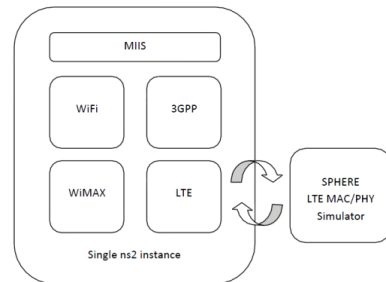 MIIS
WiFi
3GPP
WiMAX
LTE
Single ns2 instance
SPHERE
LTE MAC/PHY
Simulator